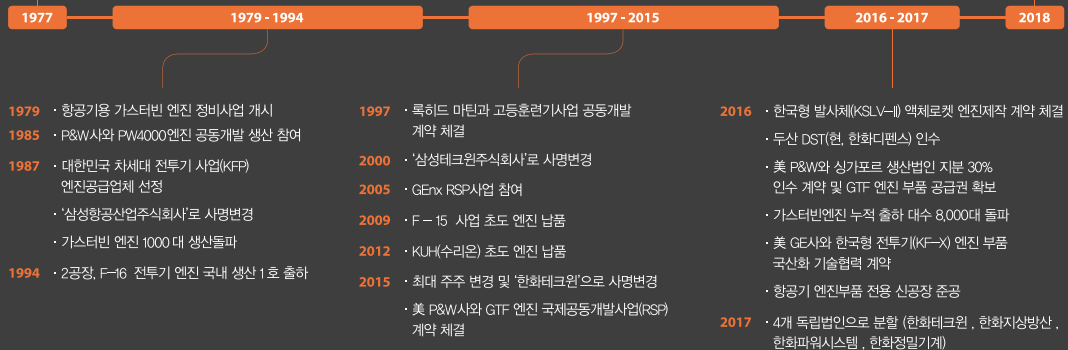 1977
1979 - 1994
1997 - 2015
2016 - 2017
2018
1979 · 항공기용 가스터빈 엔진 정비사업 개시
1985 · P&W사와 PW4000엔진 공동개발 생산 참여
1987 · 대한민국 차세대 전투기 사업(KFP)
엔진공급업체 선정
· '삼성항공산업주식회사'로 사명변경
· 가스터빈 엔진 1000 대 생산돌파
1994 · 2공장, F-16 전투기 엔진 국내 생산 1호 출하
1997 · 록히드 마틴과 고등훈련기사업 공동개발
계약 체결
2000 · '삼성테크윈주식회사'로 사명변경
2005 · GEnx RSP사업 참여
2009 · F - 15 사업 초도 엔진 납품
2012 · KUH(수리온) 초도 엔진 납품
2015 · 최대 주주 변경 및 '한화테크윈'으로 사명변경
· 美 P&W사와 GTF 엔진 국제공동개발사업(RSP)
계약 체결
2016 · 한국형 발사체(KSLV-II) 액체로켓 엔진제작 계약 체결
· 두산 DST(현, 한화디펜스) 인수
· 美 P&W와 싱가포르 생산법인 지분 30%
인수 계약 및 GTF 엔진 부품 공급권 확보
· 가스터빈엔진 누적 출하 대수 8,000대 돌파
· 美 GE사와 한국형 전투기(KF-X) 엔진 부품
국산화 기술협력 계약
· 항공기 엔진부품 전용 신공장 준공
2017 · 4개 독립법인으로 분할 (한화테크윈 , 한화지상방산 ,
한화파워시스템 , 한화정밀기계)